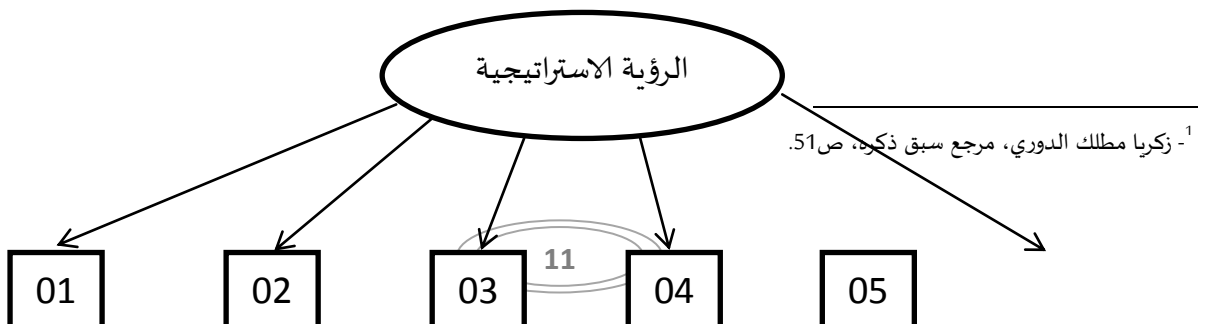 الرؤية الاستراتيجية
1- زكريا مطلك الدوري، مرجع سبق ذكره، ص51.
11
01 02 03 04 05